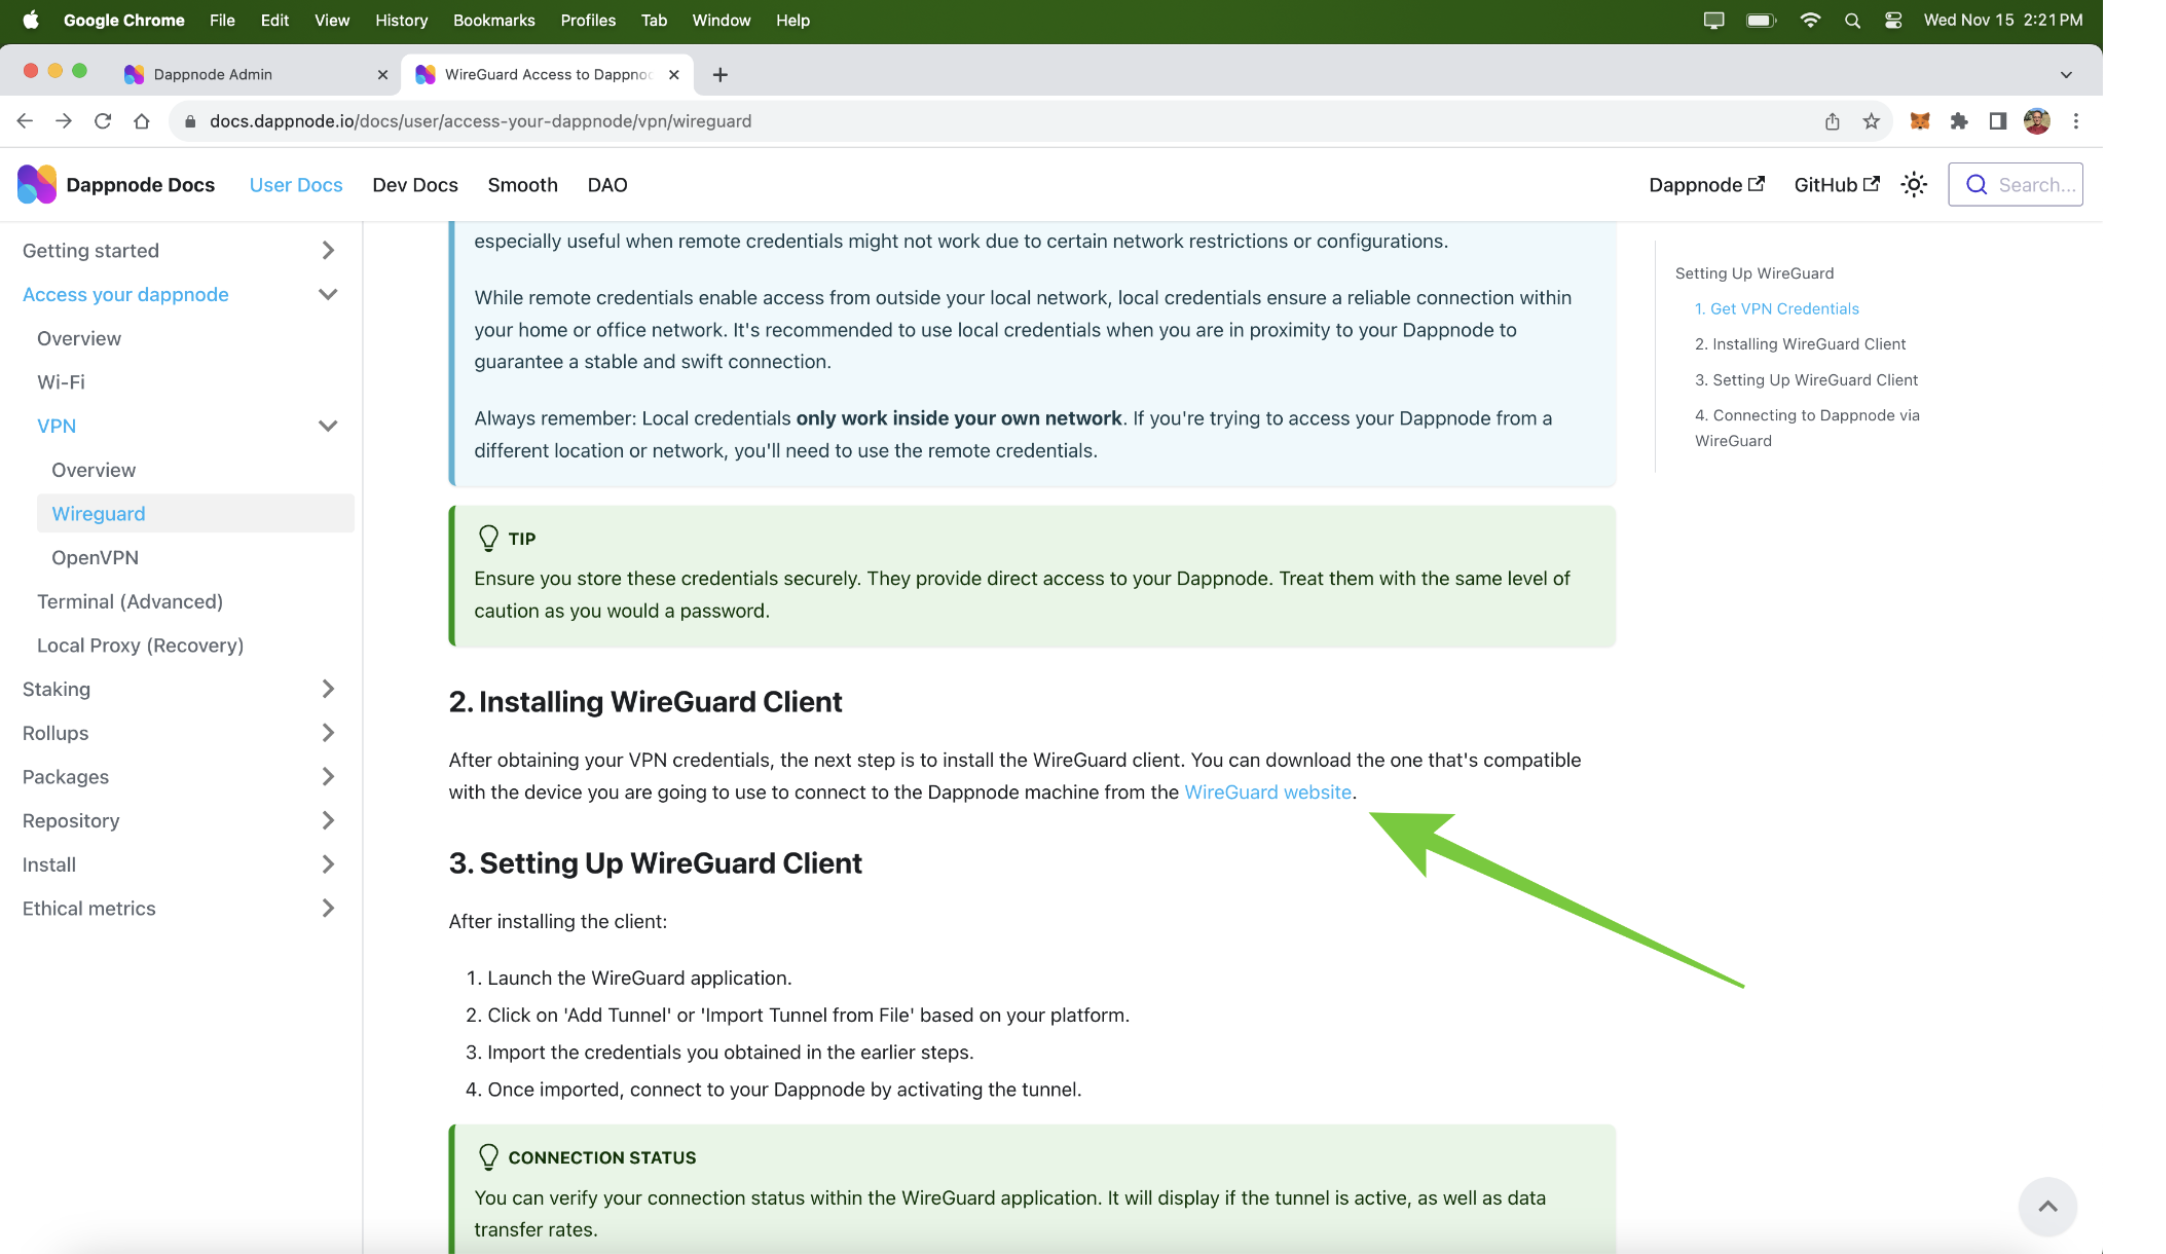 Google Chrome File Edit View History Bookmarks Profiles Tab Window Help Wed Nov 15 2:21 PM
Dappnode Admin
WireGuard Access to Dappnod
docs.dappnode.io/docs/user/access-your-dappnode/vpn/wireguard
Dappnode Docs User Docs Dev Docs Smooth DAO Dappnode GitHub Search...
Getting started
Access your dappnode
Overview
Wi-Fi
VPN
Overview
Wireguard
OpenVPN
Terminal (Advanced)
Local Proxy (Recovery)
Staking
Rollups
Packages
Repository
Install
Ethical metrics
especially useful when remote credentials might not work due to certain network restrictions or configurations.
While remote credentials enable access from outside your local network, local credentials ensure a reliable connection within
your home or office network. It's recommended to use local credentials when you are in proximity to your Dappnode to
guarantee a stable and swift connection.
Always remember: Local credentials only work inside your own network. If you're trying to access your Dappnode from a
different location or network, you'll need to use the remote credentials.
TIP
Ensure you store these credentials securely. They provide direct access to your Dappnode. Treat them with the same level of
caution as you would a password.
2. Installing WireGuard Client
After obtaining your VPN credentials, the next step is to install the WireGuard client. You can download the one that's compatible
with the device you are going to use to connect to the Dappnode machine from the WireGuard website.
3. Setting Up WireGuard Client
After installing the client:
1. Launch the WireGuard application.
2. Click on 'Add Tunnel' or 'Import Tunnel from File' based on your platform.
3. Import the credentials you obtained in the earlier steps.
4. Once imported, connect to your Dappnode by activating the tunnel.
CONNECTION STATUS
You can verify your connection status within the WireGuard application. It will display if the tunnel is active, as well as data
transfer rates.
Setting Up WireGuard
1. Get VPN Credentials
2. Installing WireGuard Client
3. Setting Up WireGuard Client
4. Connecting to Dappnode via
WireGuard